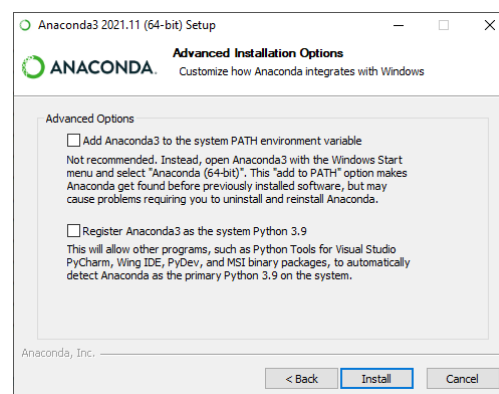 Anaconda3 2021.11 (64-bit) Setup
ANACONDA.
Advanced Installation Options
Customize how Anaconda integrates with Windows
Advanced Options
Add Anaconda3 to the system PATH environment variable
Not recommended. Instead, open Anaconda3 with the Windows Start
menu and select "Anaconda (64-bit)". This "add to PATH" option makes
Anaconda get found before previously installed software, but may
cause problems requiring you to uninstall and reinstall Anaconda.
Register Anaconda3 as the system Python 3.9
This will allow other programs, such as Python Tools for Visual Studio
PyCharm, Wing IDE, PyDev, and MSI binary packages, to automatically
detect Anaconda as the primary Python 3.9 on the system.
Anaconda, Inc.
< Back
Install
Cancel